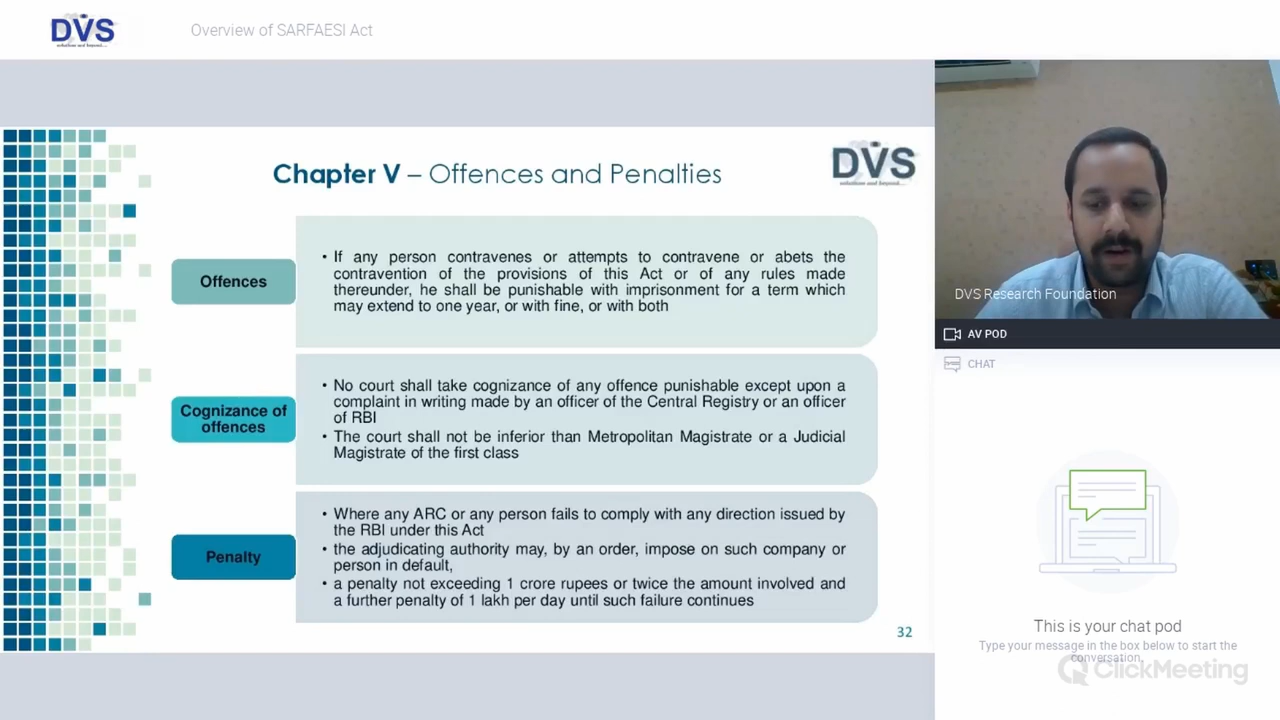 DVS
solutions and beyond....
Overview of SARFAESI Act
Chapter V – Offences and Penalties
DVS
solutions and beyond....
Offences
• If any person contravenes or attempts to contravene or abets the
contravention of the provisions of this Act or of any rules made
thereunder, he shall be punishable with imprisonment for a term which
may extend to one year, or with fine, or with both
Cognizance of
offences
• No court shall take cognizance of any offence punishable except upon a
complaint in writing made by an officer of the Central Registry or an officer
of RBI
• The court shall not be inferior than Metropolitan Magistrate or a Judicial
Magistrate of the first class
Penalty
• Where any ARC or any person fails to comply with any direction issued by
the RBI under this Act
• the adjudicating authority may, by an order, impose on such company or
person in default,
• a penalty not exceeding 1 crore rupees or twice the amount involved and
a further penalty of 1 lakh per day until such failure continues
32
DVS Research Foundation
AV POD
CHAT
This is your chat pod
Type your message in the box below to start the
conversation.
ClickMeeting